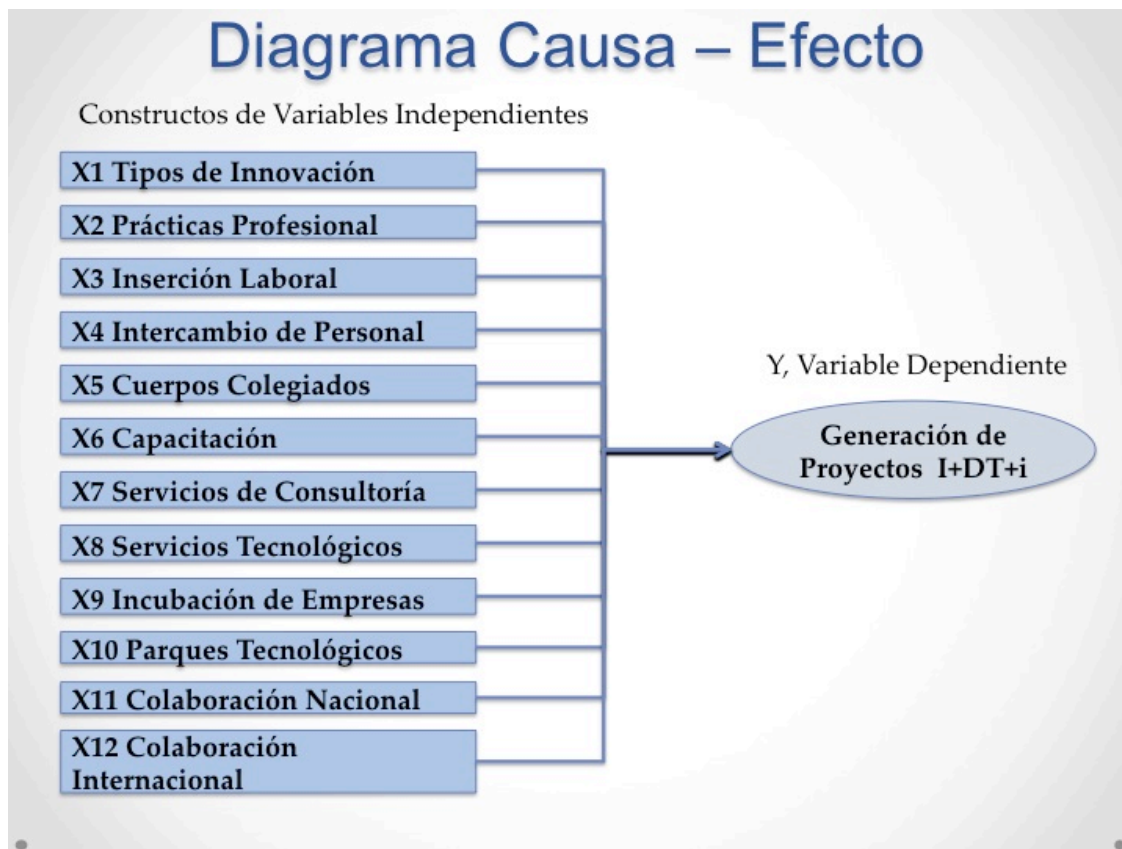 Diagrama Causa – Efecto
Constructos de Variables Independientes
X1 Tipos de Innovación
X2 Prácticas Profesional
X3 Inserción Laboral
X4 Intercambio de Personal
X5 Cuerpos Colegiados
X6 Capacitación
X7 Servicios de Consultoría
X8 Servicios Tecnológicos
X9 Incubación de Empresas
X10 Parques Tecnológicos
X11 Colaboración Nacional
X12 Colaboración
Internacional
Y, Variable Dependiente
Generación de
Proyectos I+DT+i